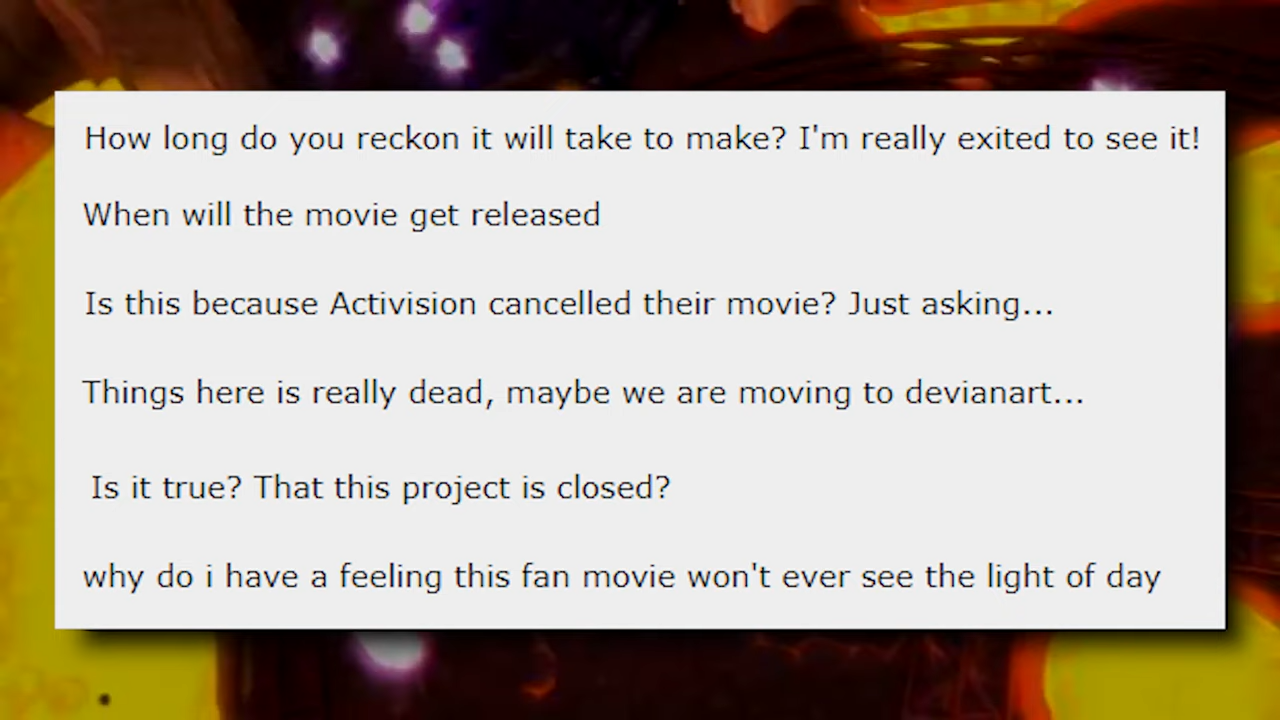 How long do you reckon it will take to make? I'm really exited to see it!
When will the movie get released
Is this because Activision cancelled their movie? Just asking...
Things here is really dead, maybe we are moving to devianart...
Is it true? That this project is closed?
why do i have a feeling this fan movie won't ever see the light of day